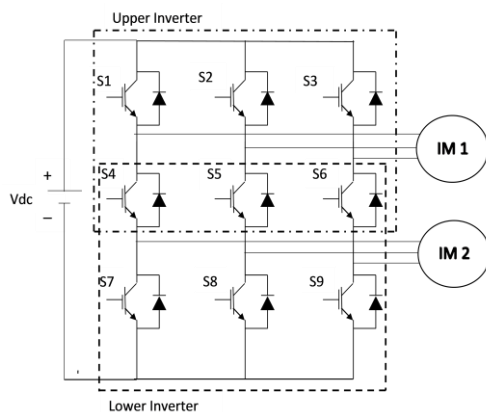 Upper Inverter
S1
S2
S3
IM 1
S4
S5
S6
+
Vdc
−
IM 2
S7
S8
S9
Lower Inverter